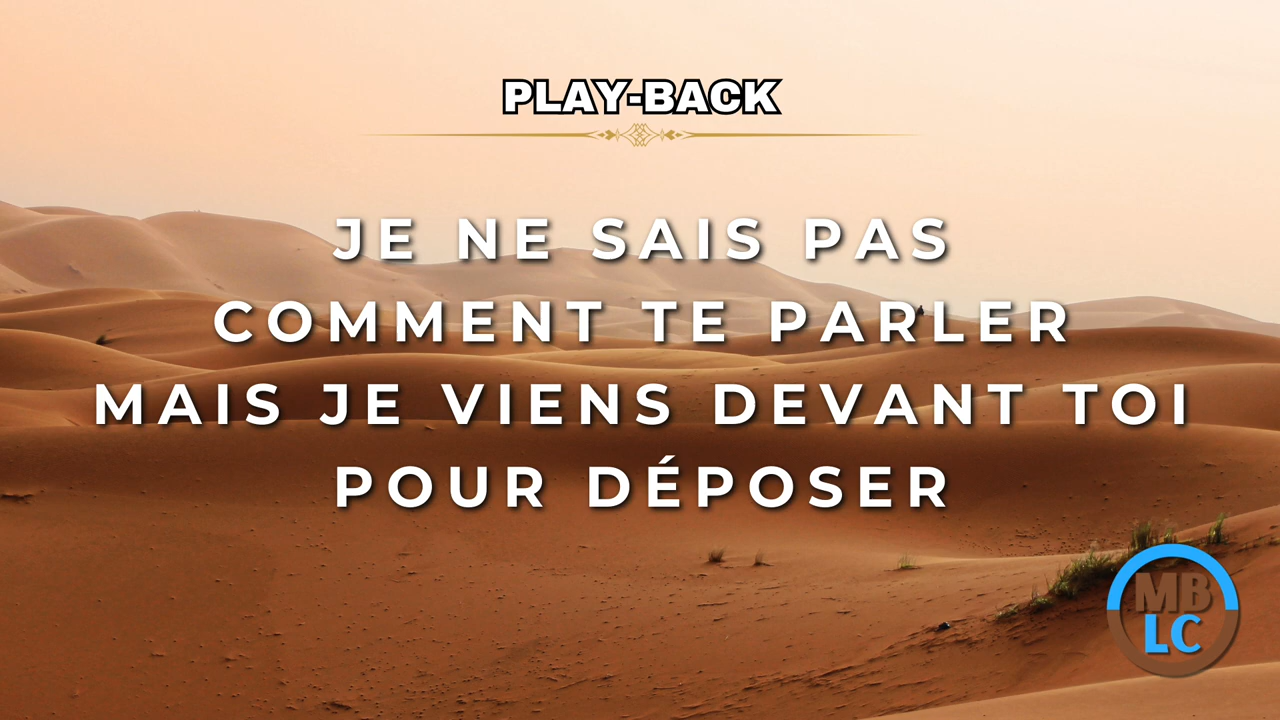 PLAY-BACK
JE NE SAIS PAS
COMMENT TE PARLER
MAIS JE VIENS DEVANT TOI
POUR DÉPOSER
MB
LC